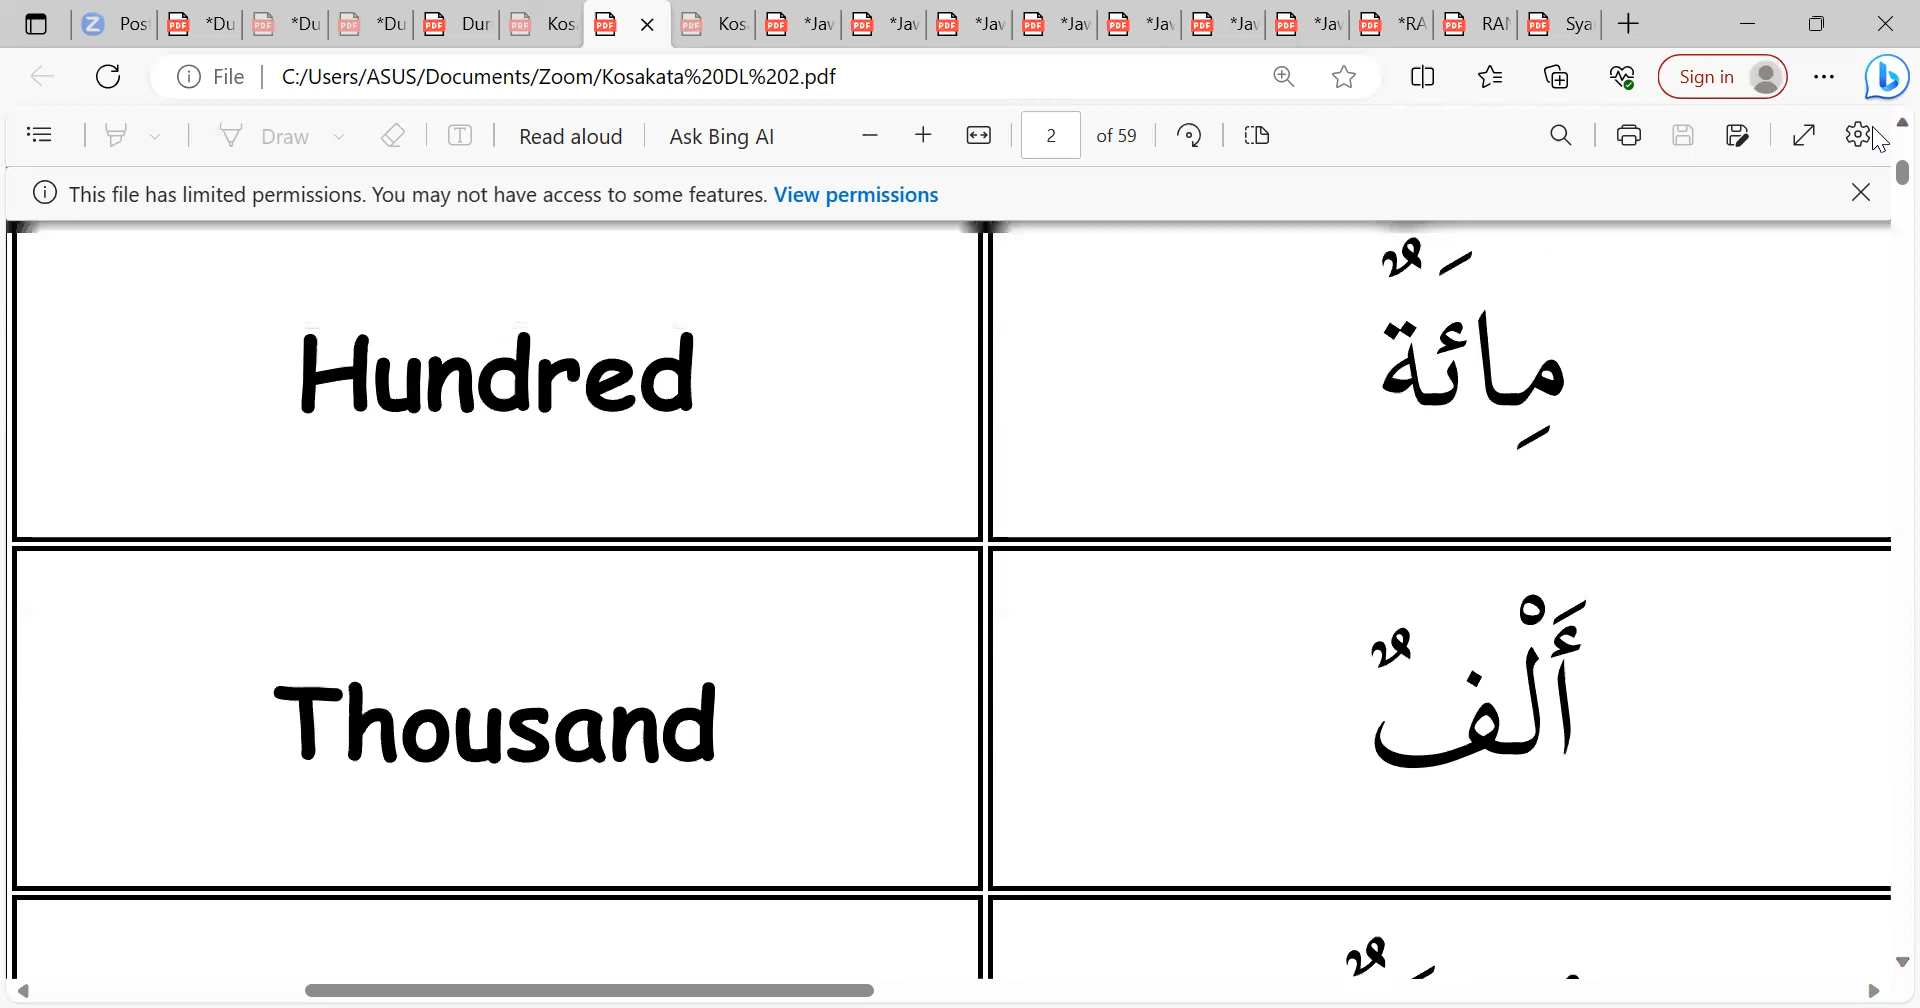 Pos
*Du
*Du
*Du
Dur
Kos
Kos
*Jav
*Jav
*Jav
*Jav
*Jav
*Jav
*Jav
*RA
RAN
Sya
File
C:/Users/ASUS/Documents/Zoom/Kosakata%20DL%202.pdf
Sign in
Draw
Read aloud
Ask Bing AI
2 of 59
This file has limited permissions. You may not have access to some features. View permissions
Hundred
مِائَةٌ
Thousand
أَلْفٌ